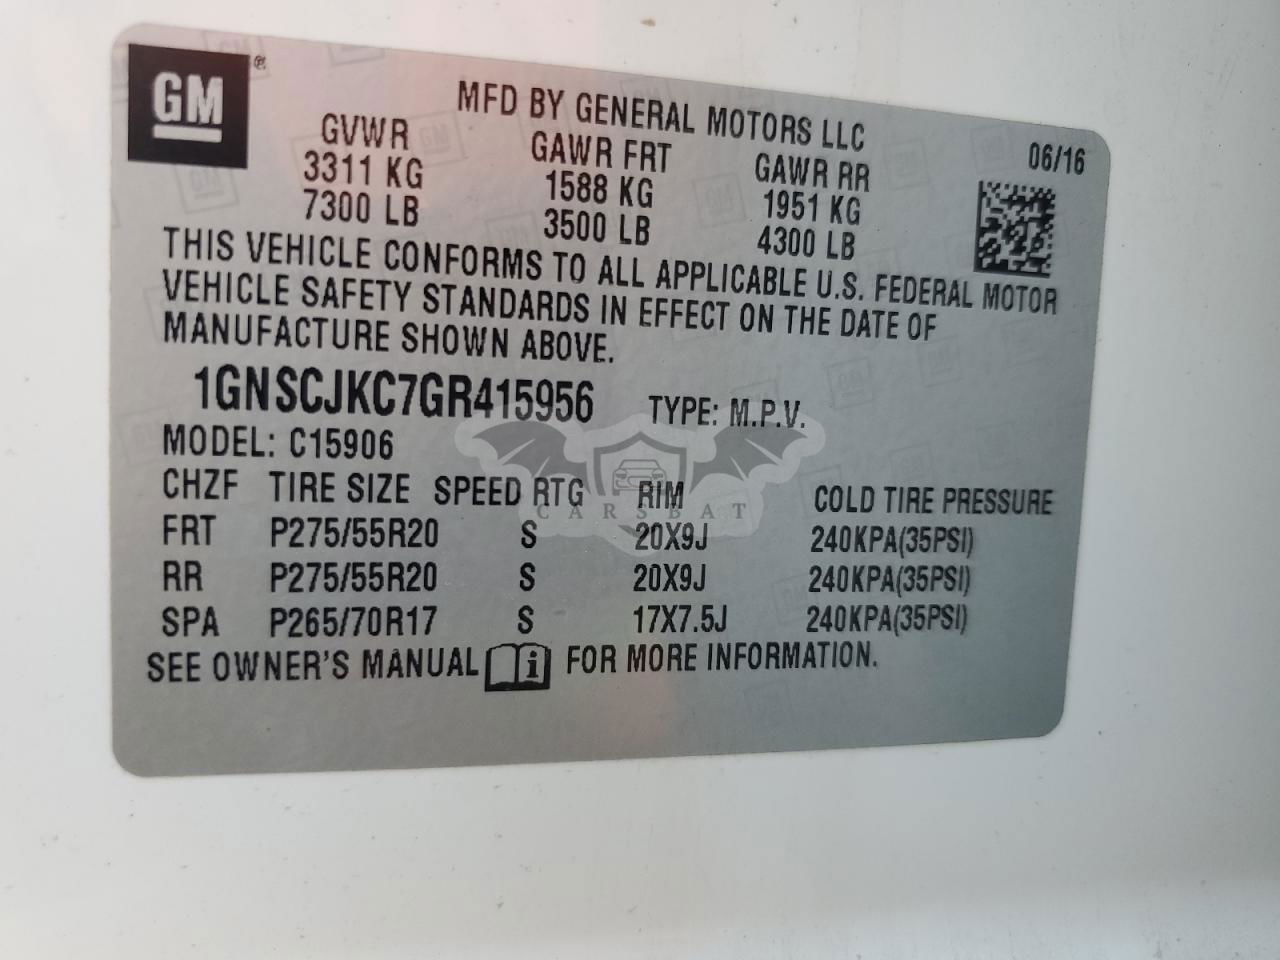 GM ®
MFD BY GENERAL MOTORS LLC
GVWR GAWR FRT GAWR RR 06/16
3311 KG 1588 KG 1951 KG
7300 LB 3500 LB 4300 LB
THIS VEHICLE CONFORMS TO ALL APPLICABLE U.S. FEDERAL MOTOR
VEHICLE SAFETY STANDARDS IN EFFECT ON THE DATE OF
MANUFACTURE SHOWN ABOVE.
1GNSCJKC7GR415956 TYPE: M.P.V.
MODEL: C15906
CHZF TIRE SIZE SPEED RTG RIM COLD TIRE PRESSURE
CARSBAT
FRT P275/55R20 S 20X9J 240KPA(35PSI)
RR P275/55R20 S 20X9J 240KPA(35PSI)
SPA P265/70R17 S 17X7.5J 240KPA(35PSI)
SEE OWNER'S MANUAL i FOR MORE INFORMATION.